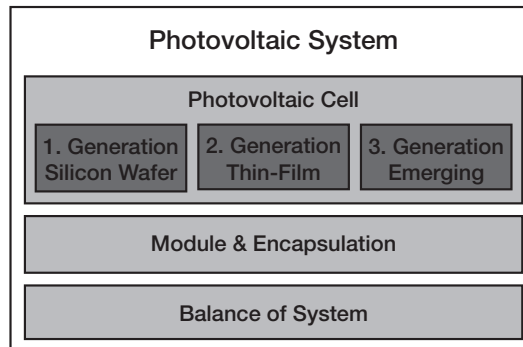 Photovoltaic System
Photovoltaic Cell
1. Generation
Silicon Wafer
2. Generation
Thin-Film
3. Generation
Emerging
Module & Encapsulation
Balance of System